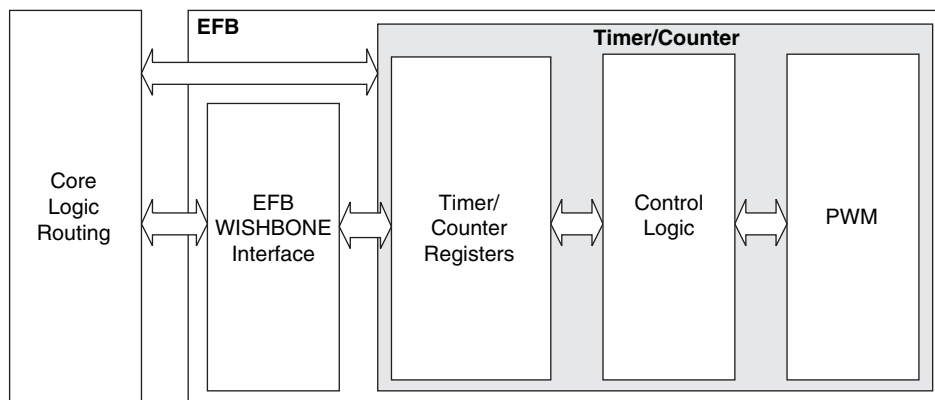 EFB
Timer/Counter
Core
Logic
Routing
EFB
WISHBONE
Interface
Timer/
Counter
Registers
Control
Logic
PWM